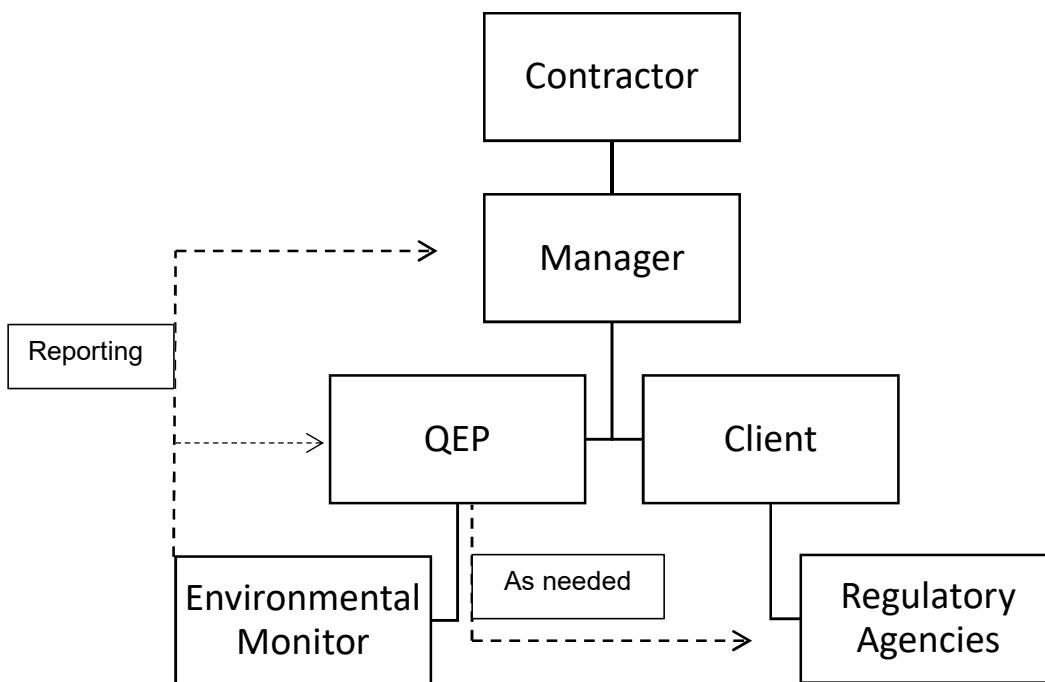 Contractor
Manager
Reporting
QEP
Client
As needed
Environmental
Monitor
Regulatory
Agencies